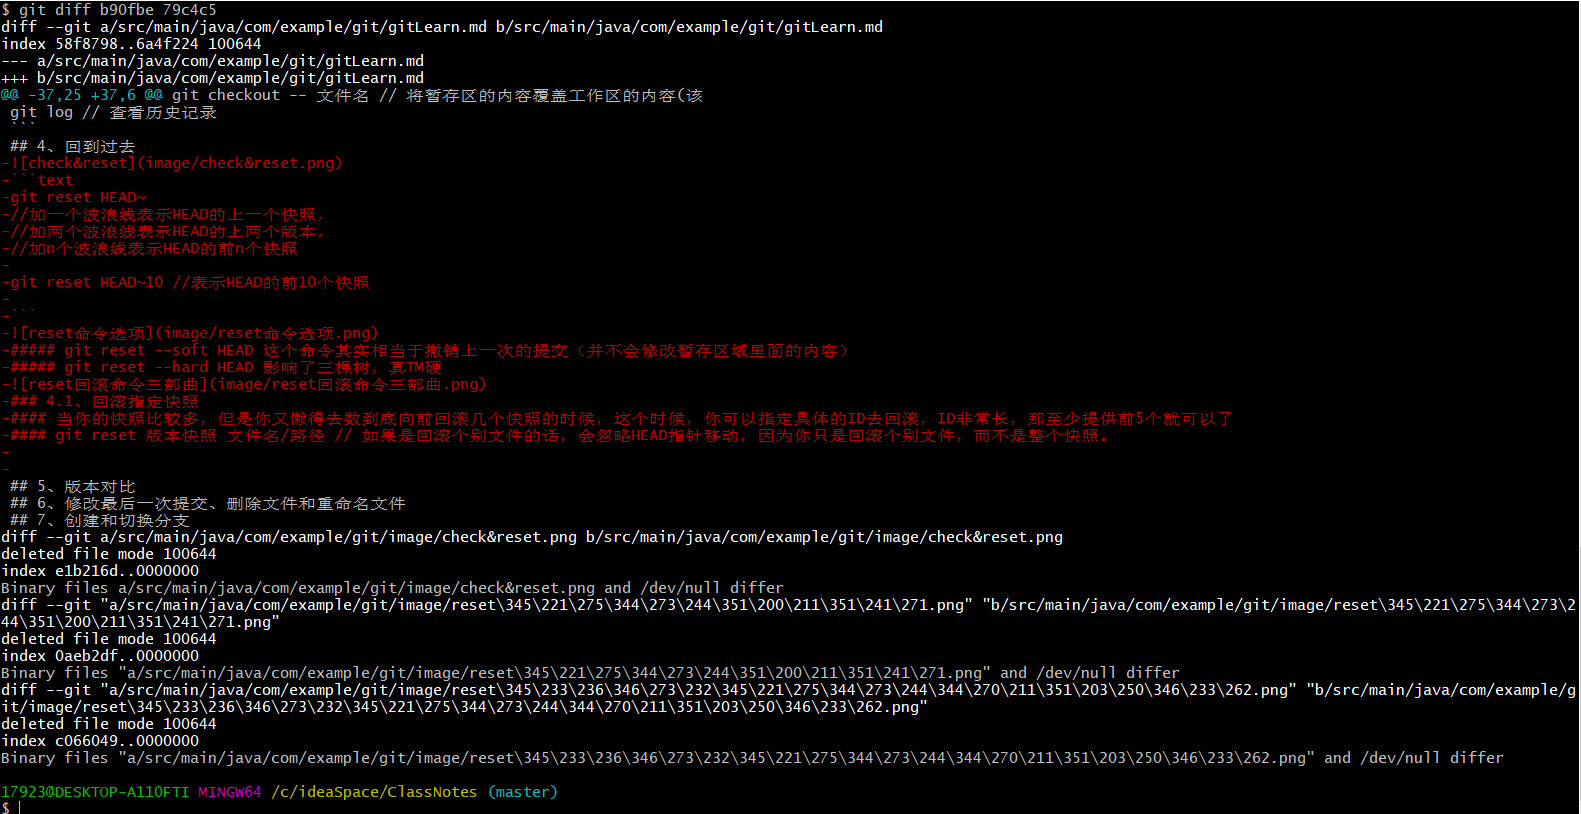 $ git diff b90fbe 79c4c5
diff --git a/src/main/java/com/example/git/gitLearn.md b/src/main/java/com/example/git/gitLearn.md
index 58f8798..6a4f224 100644
--- a/src/main/java/com/example/git/gitLearn.md
+++ b/src/main/java/com/example/git/gitLearn.md
@@ -37,25 +37,6 @@ git checkout -- 文件名 // 将暂存区的内容覆盖工作区的内容(该
 git log // 查看历史记录
 ```
 ## 4、回到过去
-![check&reset](image/check&reset.png)
-```text
-git reset HEAD~
-//加一个波浪线表示HEAD的上一个快照，
-//加两个波浪线表示HEAD的上两个版本，
-//加n个波浪线表示HEAD的前n个快照
-
-git reset HEAD~10 //表示HEAD的前10个快照
-
-```
-![reset命令选项](image/reset命令选项.png)
-##### git reset --soft HEAD 这个命令其实相当于撤销上一次的提交（并不会修改暂存区域里面的内容）
-##### git reset --hard HEAD 影响了三棵树，真TM硬
-![reset回滚命令三部曲](image/reset回滚命令三部曲.png)
-### 4.1、回滚指定快照
-#### 当你的快照比较多，但是你又懒得去数到底向前回滚几个快照的时候，这个时候，你可以指定具体的ID去回滚，ID非常长，那至少提供前5个就可以了
-#### git reset 版本快照 文件名/路径 // 如果是回滚个别文件的话，会忽略HEAD指针移动，因为你只是回滚个别文件，而不是整个快照。
-
-
 ## 5、版本对比
 ## 6、修改最后一次提交、删除文件和重命名文件
 ## 7、创建和切换分支
diff --git a/src/main/java/com/example/git/image/check&reset.png b/src/main/java/com/example/git/image/check&reset.png
deleted file mode 100644
index e1b216d..0000000
Binary files a/src/main/java/com/example/git/image/check&reset.png and /dev/null differ
diff --git "a/src/main/java/com/example/git/image/reset\345\221\275\344\273\244\351\200\211\351\241\271.png" "b/src/main/java/com/example/git/image/reset\345\221\275\344\273\2
44\351\200\211\351\241\271.png"
deleted file mode 100644
index 0aeb2df..0000000
Binary files "a/src/main/java/com/example/git/image/reset\345\221\275\344\273\244\351\200\211\351\241\271.png" and /dev/null differ
diff --git "a/src/main/java/com/example/git/image/reset\345\233\236\346\273\232\345\221\275\344\273\244\344\270\211\351\203\250\346\233\262.png" "b/src/main/java/com/example/g
it/image/reset\345\233\236\346\273\232\345\221\275\344\273\244\344\270\211\351\203\250\346\233\262.png"
deleted file mode 100644
index c066049..0000000
Binary files "a/src/main/java/com/example/git/image/reset\345\233\236\346\273\232\345\221\275\344\273\244\344\270\211\351\203\250\346\233\262.png" and /dev/null differ
17923@DESKTOP-A11OFTI MINGW64 /c/ideaSpace/ClassNotes (master)
$